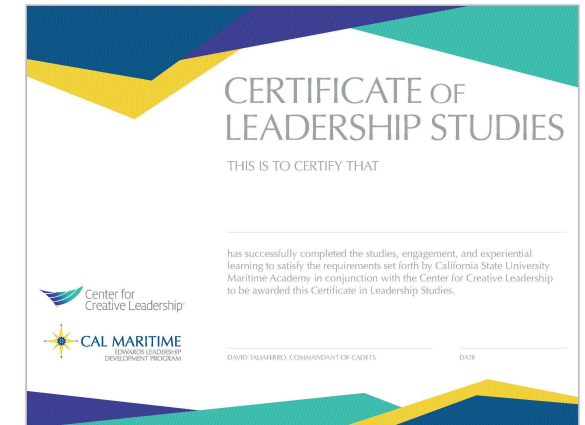 CERTIFICATE OF
LEADERSHIP STUDIES
THIS IS TO CERTIFY THAT
has successfully completed the studies, engagement, and experiential
learning to satisfy the requirements set forth by California State University
Maritime Academy in conjunction with the Center for Creative Leadership
to be awarded this Certificate in Leadership Studies.
Center for
Creative Leadership
CAL MARITIME
EDWARDS LEADERSHIP
DEVELOPMENT PROGRAM
DAVID TALIAFERRO, COMMANDANT OF CADETS
DATE